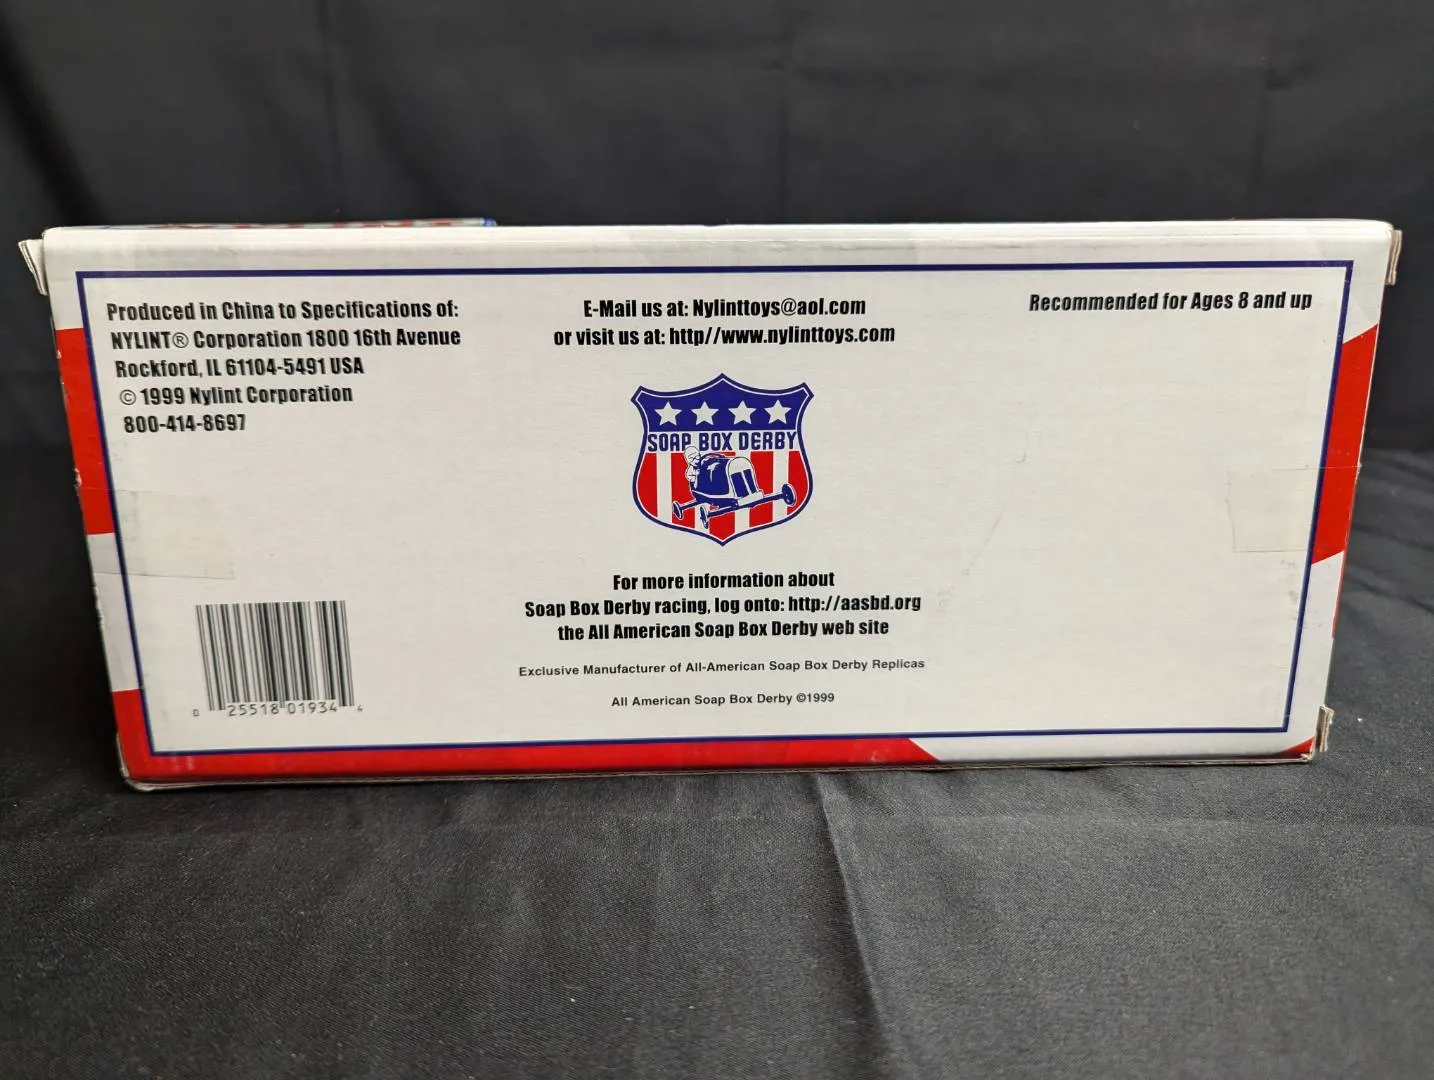 Produced in China to Specifications of:
NYLINT® Corporation 1800 16th Avenue
Rockford, IL 61104-5491 USA
© 1999 Nylint Corporation
800-414-8697
E-Mail us at: Nylinttoys@aol.com
or visit us at: http//www.nylinttoys.com
Recommended for Ages 8 and up
SOAP BOX DERBY
For more information about
Soap Box Derby racing, log onto: http://aasbd.org
the All American Soap Box Derby web site
Exclusive Manufacturer of All-American Soap Box Derby Replicas
All American Soap Box Derby ©1999
0 25518 01934 4